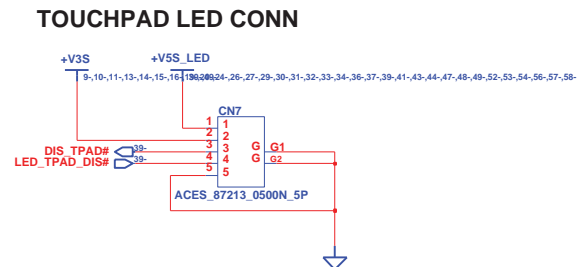 TOUCHPAD LED CONN
+V3S
+V5S_LED
24-,26-,27-,29-,30-,31-,32-,33-,34-,36-,37-,39-,41-,43-,44-,47-,48-,49-,52-,53-,54-,56-,57-,58-
9-,10-,11-,13-,14-,15-,16-
CN7
1 1
2 2
DIS_TPAD# 39- 3 3 G G1
LED_TPAD_DIS# 39- 4 4 G G2
5 5
ACES_87213_0500N_5P